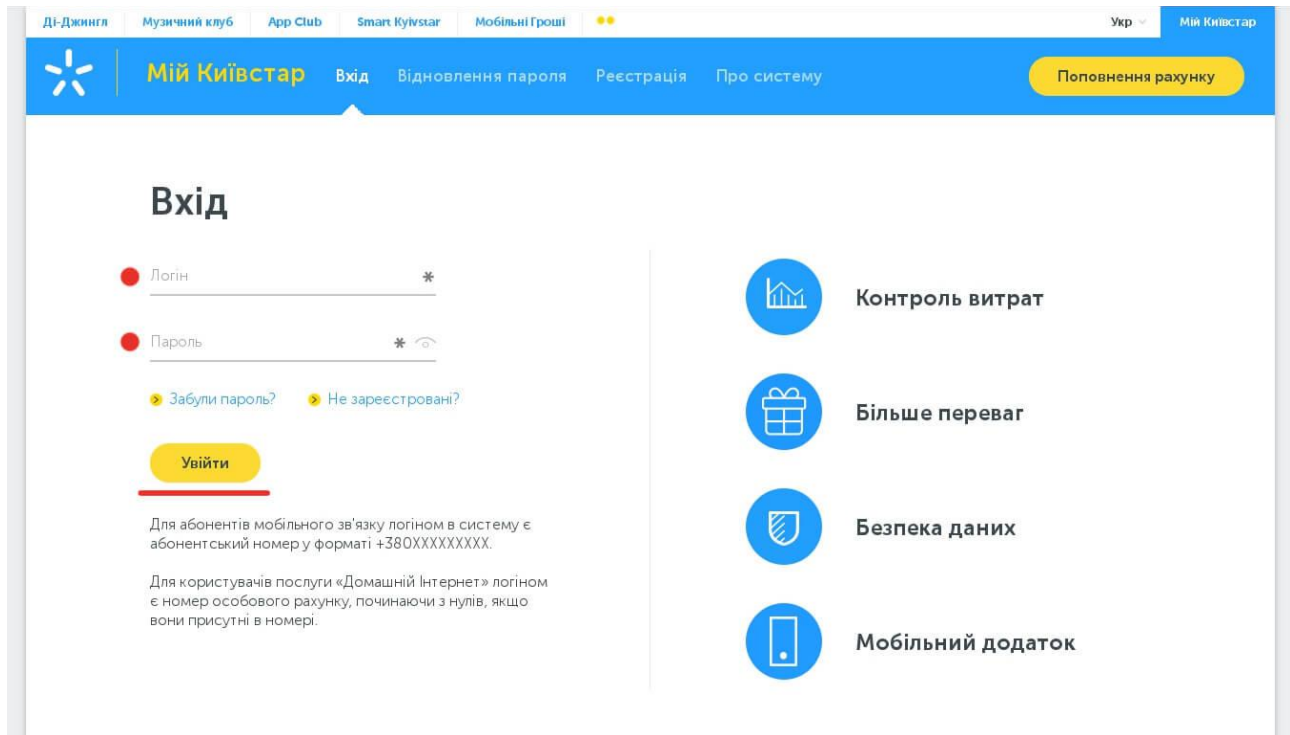 Ді-Джингл Музичний клуб App Club Smart Kyivstar Мобільні Гроші Укр Мій Київстар
Мій Київстар Вхід Відновлення пароля Реєстрація Про систему Поповнення рахунку
Вхід
Логін *
Пароль *
Забули пароль? Не зареєстровані?
Увійти
Для абонентів мобільного зв'язку логіном в систему є
абонентський номер у форматі +380XXXXXXXXX.
Для користувачів послуги «Домашній Інтернет» логіном
є номер особового рахунку, починаючи з нулів, якщо
вони присутні в номері.
Контроль витрат
Більше переваг
Безпека даних
Мобільний додаток